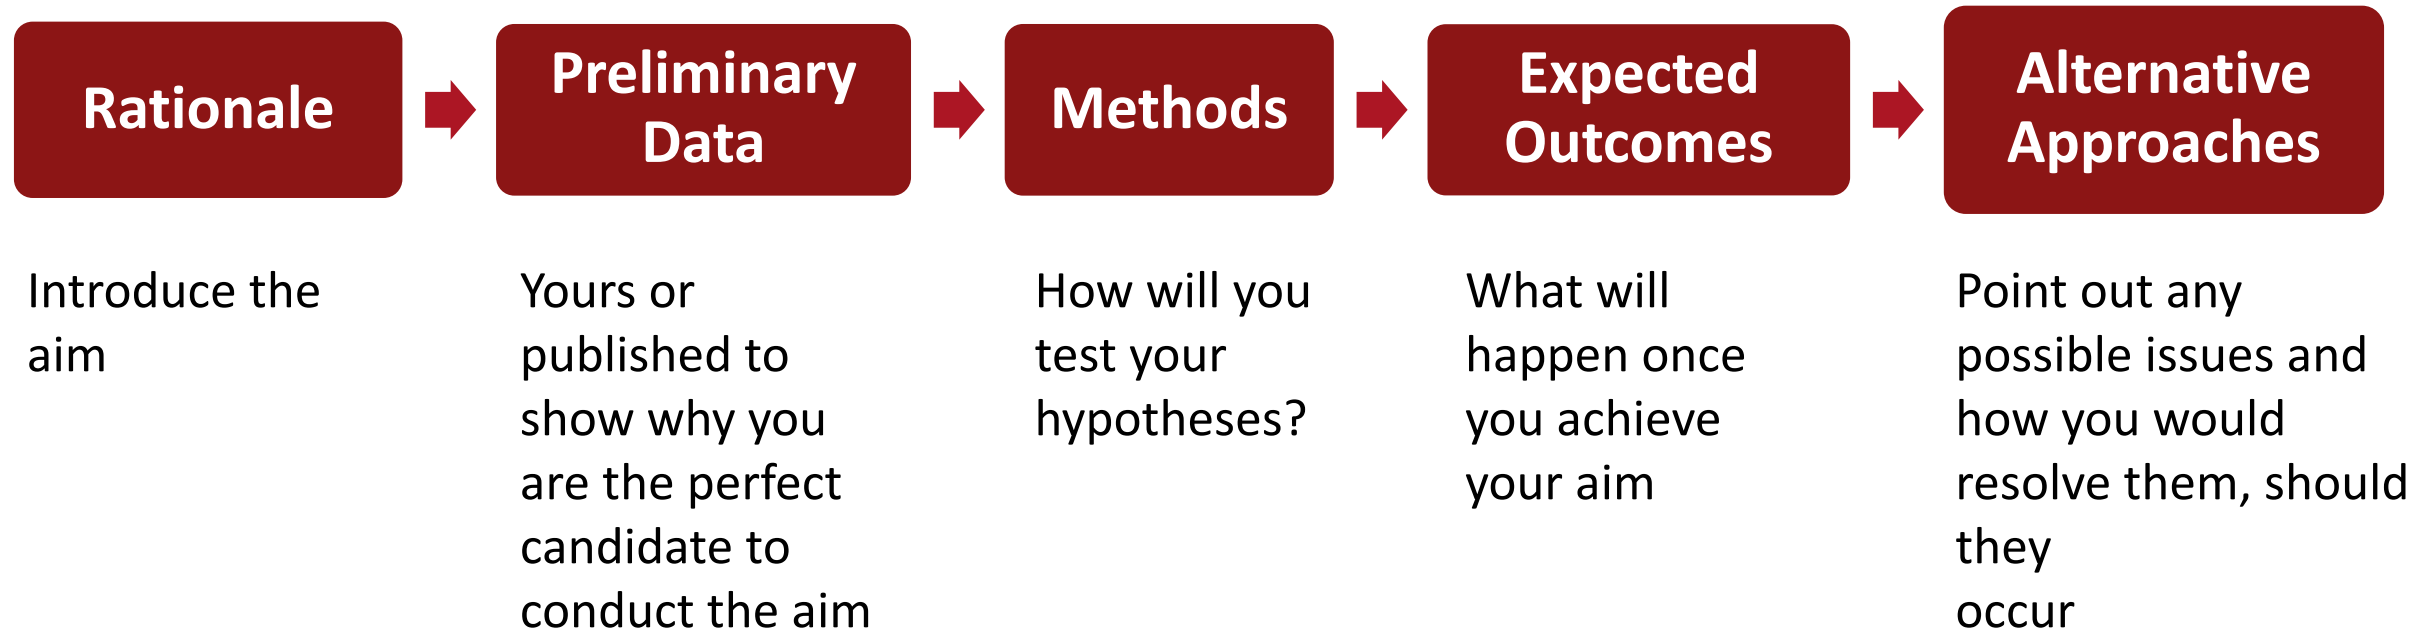 Rationale
Preliminary
Data
Methods
Expected
Outcomes
Alternative
Approaches
Introduce the
aim
Yours or
published to
show why you
are the perfect
candidate to
conduct the aim
How will you
test your
hypotheses?
What will
happen once
you achieve
your aim
Point out any
possible issues and
how you would
resolve them, should
they
occur